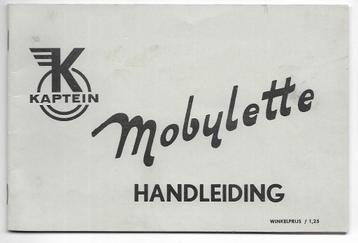 K
KAPTEIN
Mobylette
HANDLEIDING
WINKELPRIJS f 1,25